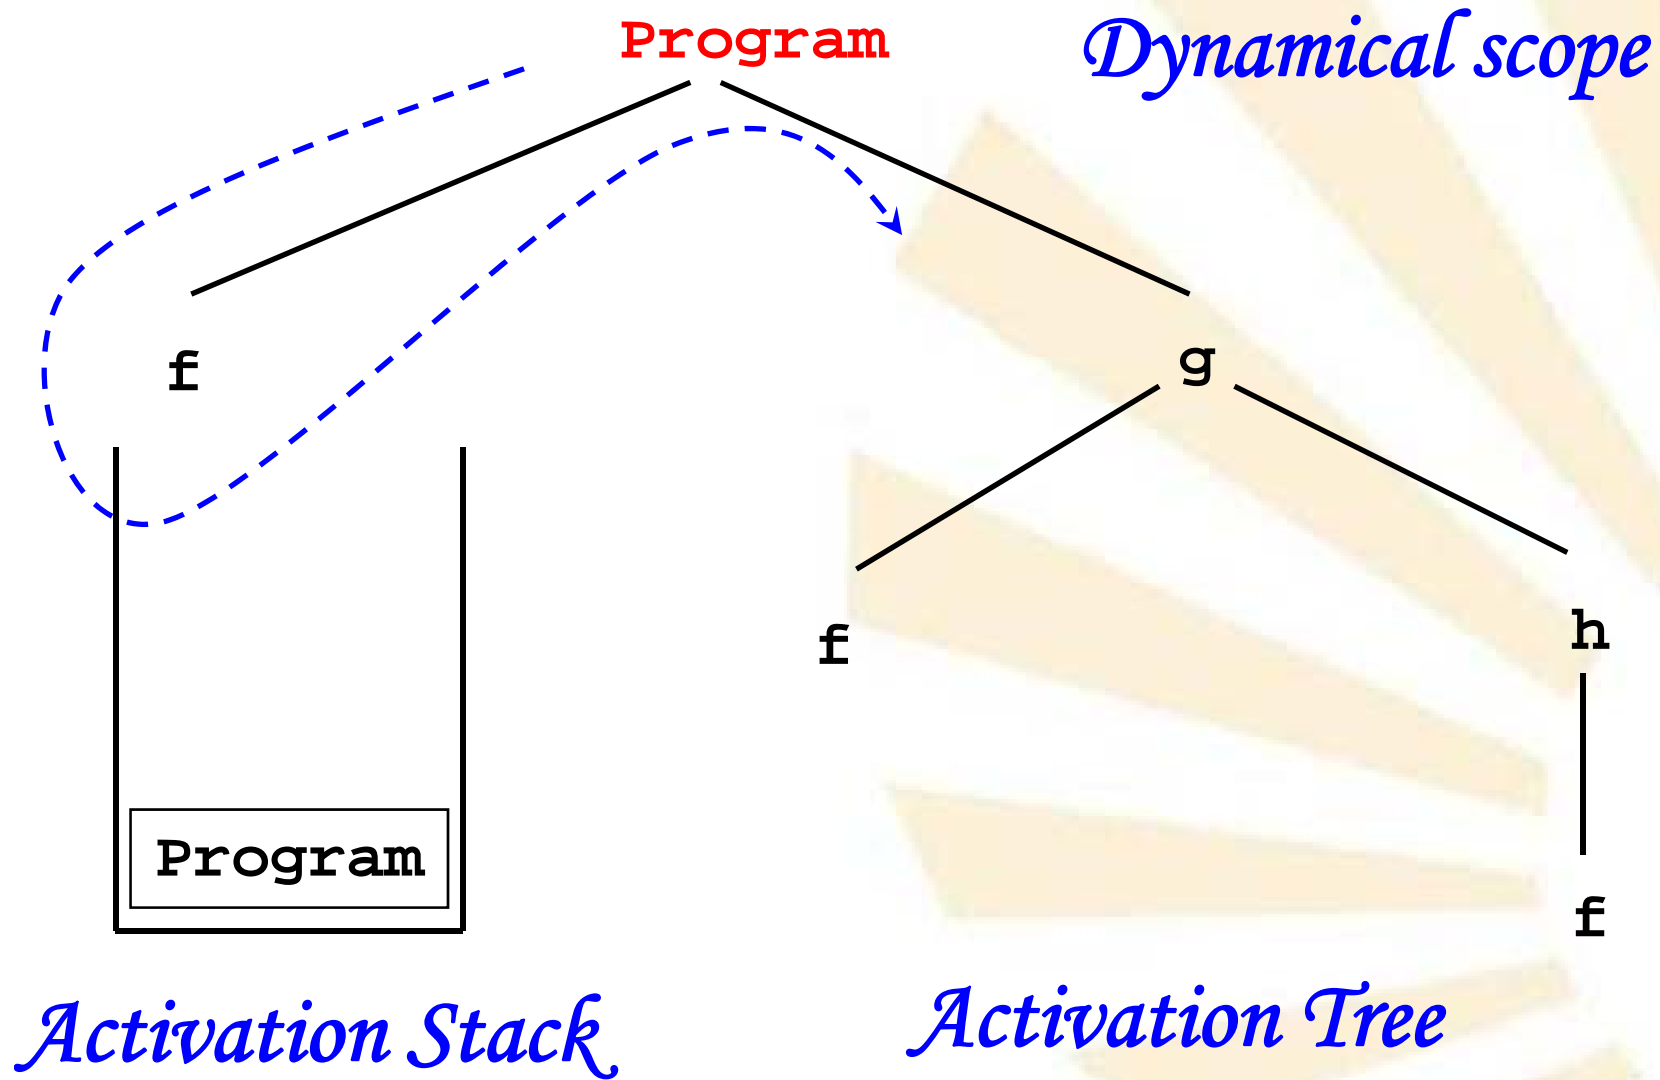 Program
Dynamical scope
f
g
f
h
Program
f
Activation Stack
Activation Tree